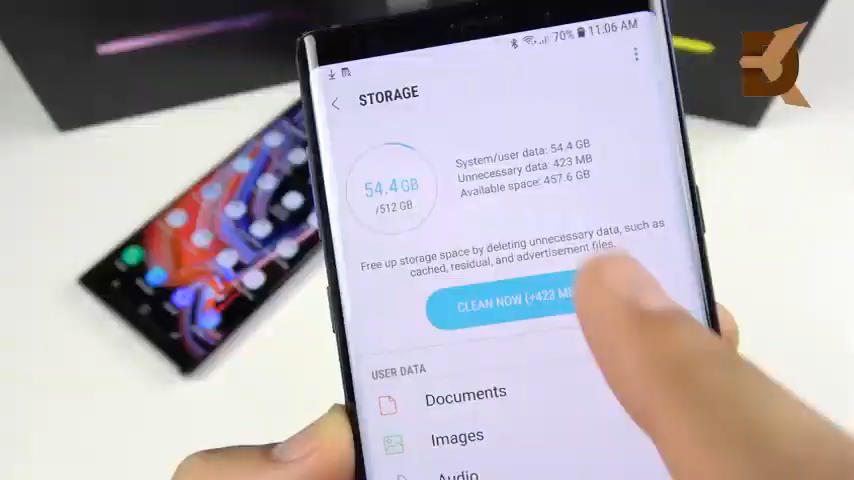 70% 11:06 AM
STORAGE
54.4 GB
/512 GB
System/user data: 54.4 GB
Unnecessary data: 423 MB
Available space: 457.6 GB
Free up storage space by deleting unnecessary data, such as
cached, residual, and advertisement files.
CLEAN NOW (+423 M
USER DATA
Documents
Images
Audio